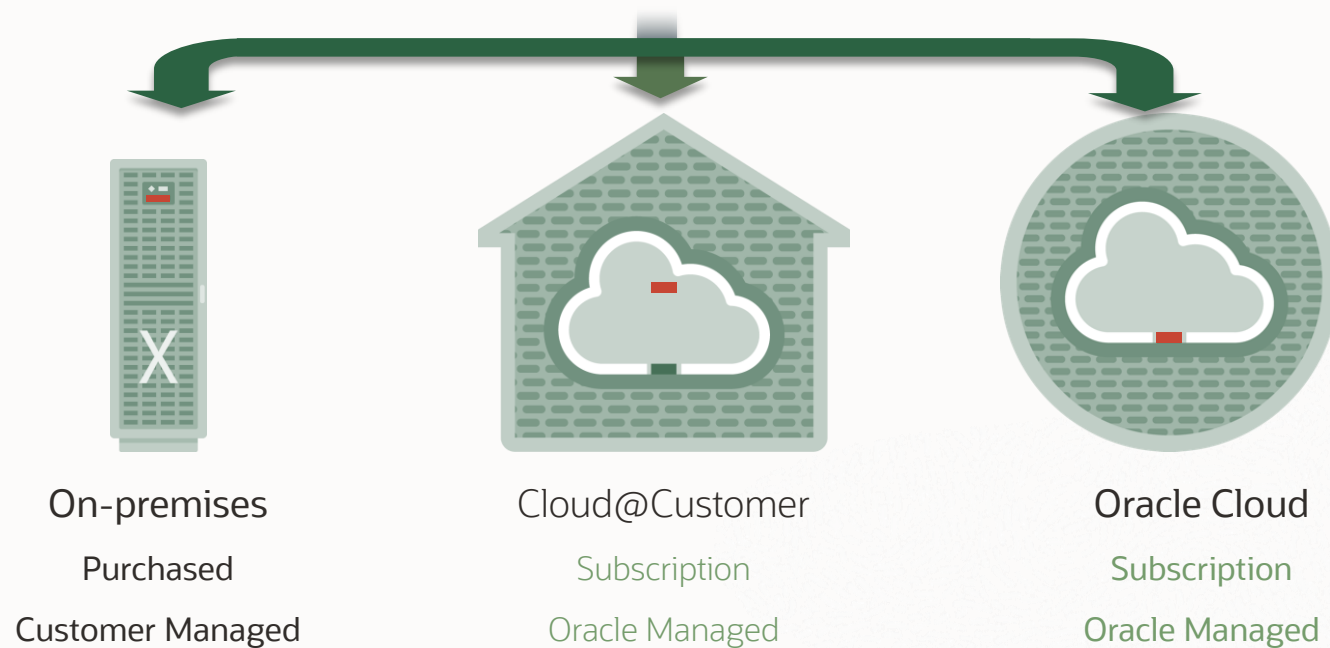 X
On-premises
Purchased
Customer Managed
Cloud@Customer
Subscription
Oracle Managed
Oracle Cloud
Subscription
Oracle Managed